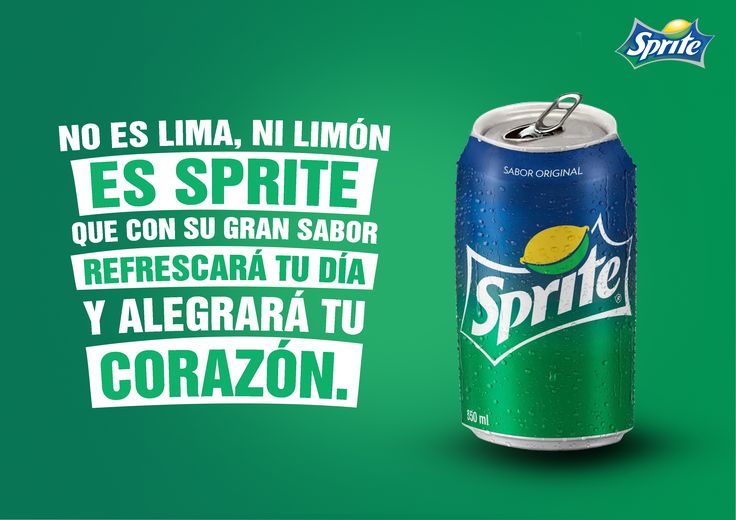 Sprite
NO ES LIMA, NI LIMÓN
ES SPRITE
QUE CON SU GRAN SABOR
REFRESCARÁ TU DÍA
Y ALEGRARÁ TU
CORAZÓN.
SABOR ORIGINAL
Sprite®
850 ml